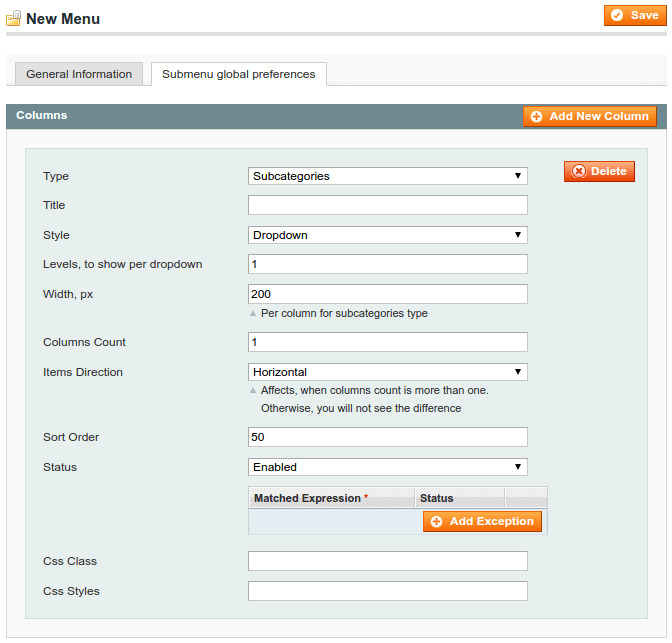 New Menu
Save
General Information
Submenu global preferences
Columns
Add New Column
Type
Subcategories
Delete
Title
Style
Dropdown
Levels, to show per dropdown
1
Width, px
200
Per column for subcategories type
Columns Count
1
Items Direction
Horizontal
Affects, when columns count is more than one.
Otherwise, you will not see the difference
Sort Order
50
Status
Enabled
Matched Expression *
Status
Add Exception
Css Class
Css Styles